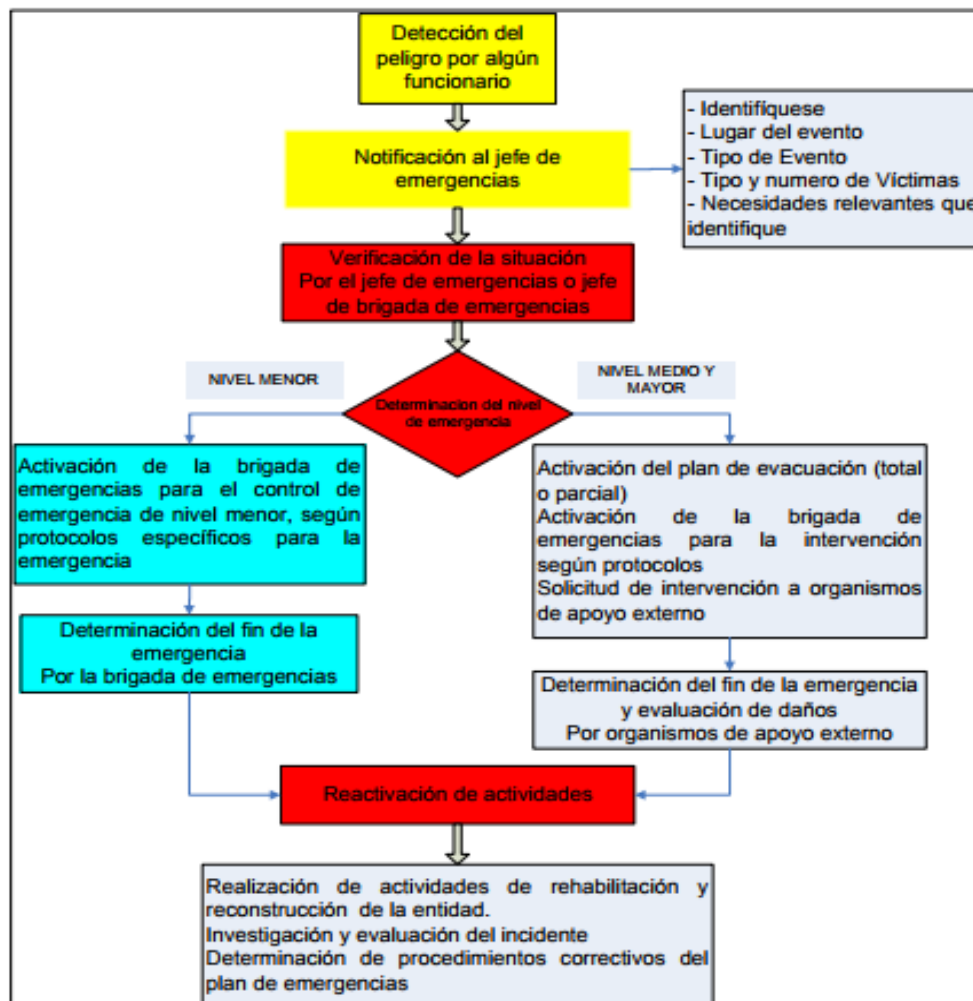 Detección del
peligro por algún
funcionario
Notificación al jefe de
emergencias
- Identifíquese
- Lugar del evento
- Tipo de Evento
- Tipo y numero de Víctimas
- Necesidades relevantes que
identifique
Verificación de la situación
Por el jefe de emergencias o jefe
de brigada de emergencias
NIVEL MENOR
NIVEL MEDIO Y
MAYOR
Determinacion del nivel
de emergencia
Activación de la brigada de
emergencias para el control de
emergencia de nivel menor, según
protocolos específicos para la
emergencia
Activación del plan de evacuación (total
o parcial)
Activación de la brigada de
emergencias para la intervención
según protocolos
Solicitud de intervención a organismos
de apoyo externo
Determinación del fin de la
emergencia
Por la brigada de emergencias
Determinación del fin de la emergencia
y evaluación de daños
Por organismos de apoyo externo
Reactivación de actividades
Realización de actividades de rehabilitación y
reconstrucción de la entidad.
Investigación y evaluación del incidente
Determinación de procedimientos correctivos del
plan de emergencias